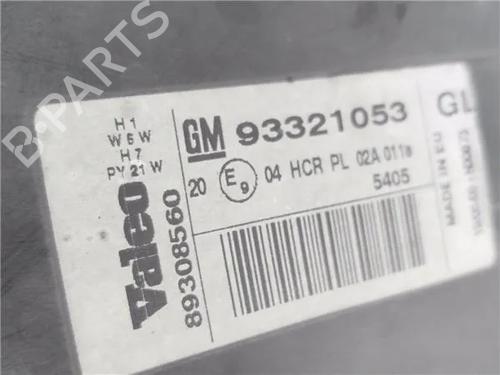 B-PARTS
H1
W5W
H7
PY21W
Valeo
89308560
GM 93321053
20 E9 04 HCR PL 02A 011
5405
GL
MADE IN EU